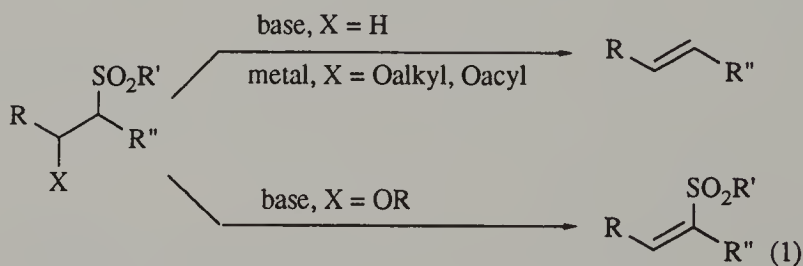 base, X = H
SO₂R'
R
metal, X = Oalkyl, Oacyl
R"
R
R"
X
base, X = OR
SO₂R'
R
R" (1)